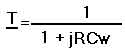 T = 1 / (1 + jRCw)